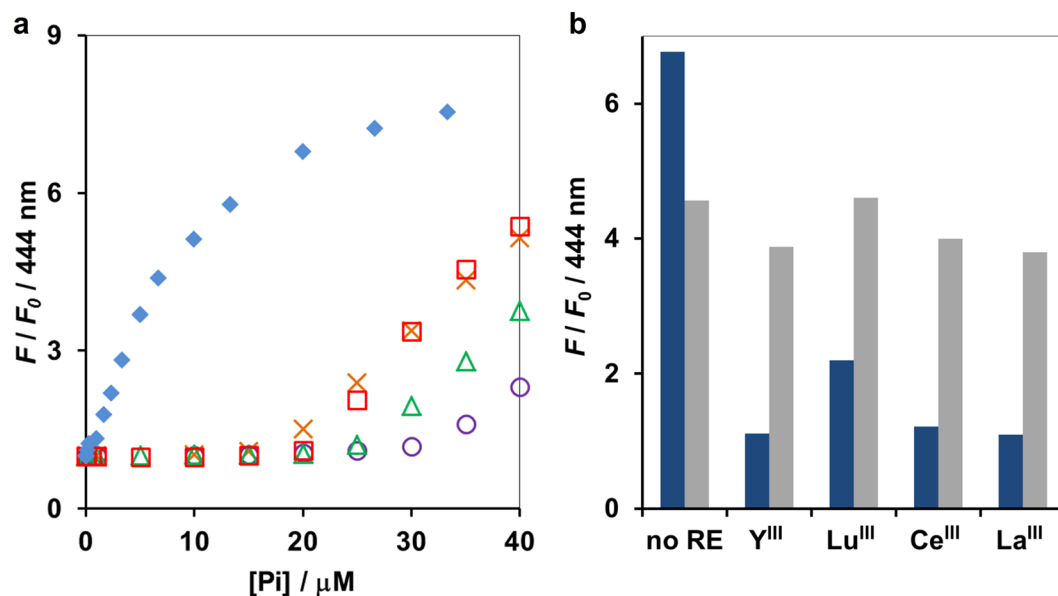 a
9
6
3
0
F / F0 / 444 nm
0
10
20
30
40
[Pi] / μM
b
6
4
2
0
F / F0 / 444 nm
no RE
YIII
LuIII
CeIII
LaIII